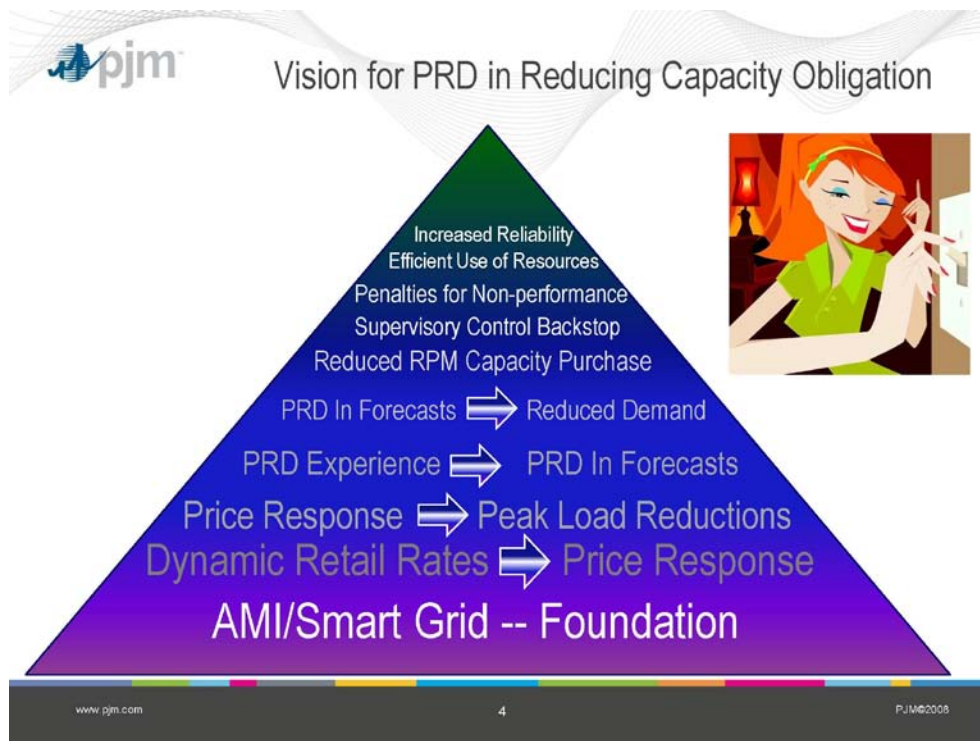 pjm
Vision for PRD in Reducing Capacity Obligation
Increased Reliability
Efficient Use of Resources
Penalties for Non-performance
Supervisory Control Backstop
Reduced RPM Capacity Purchase
PRD In Forecasts Reduced Demand
PRD Experience PRD In Forecasts
Price Response Peak Load Reductions
Dynamic Retail Rates Price Response
AMI/Smart Grid -- Foundation
www.pjm.com 4 PJM©2008